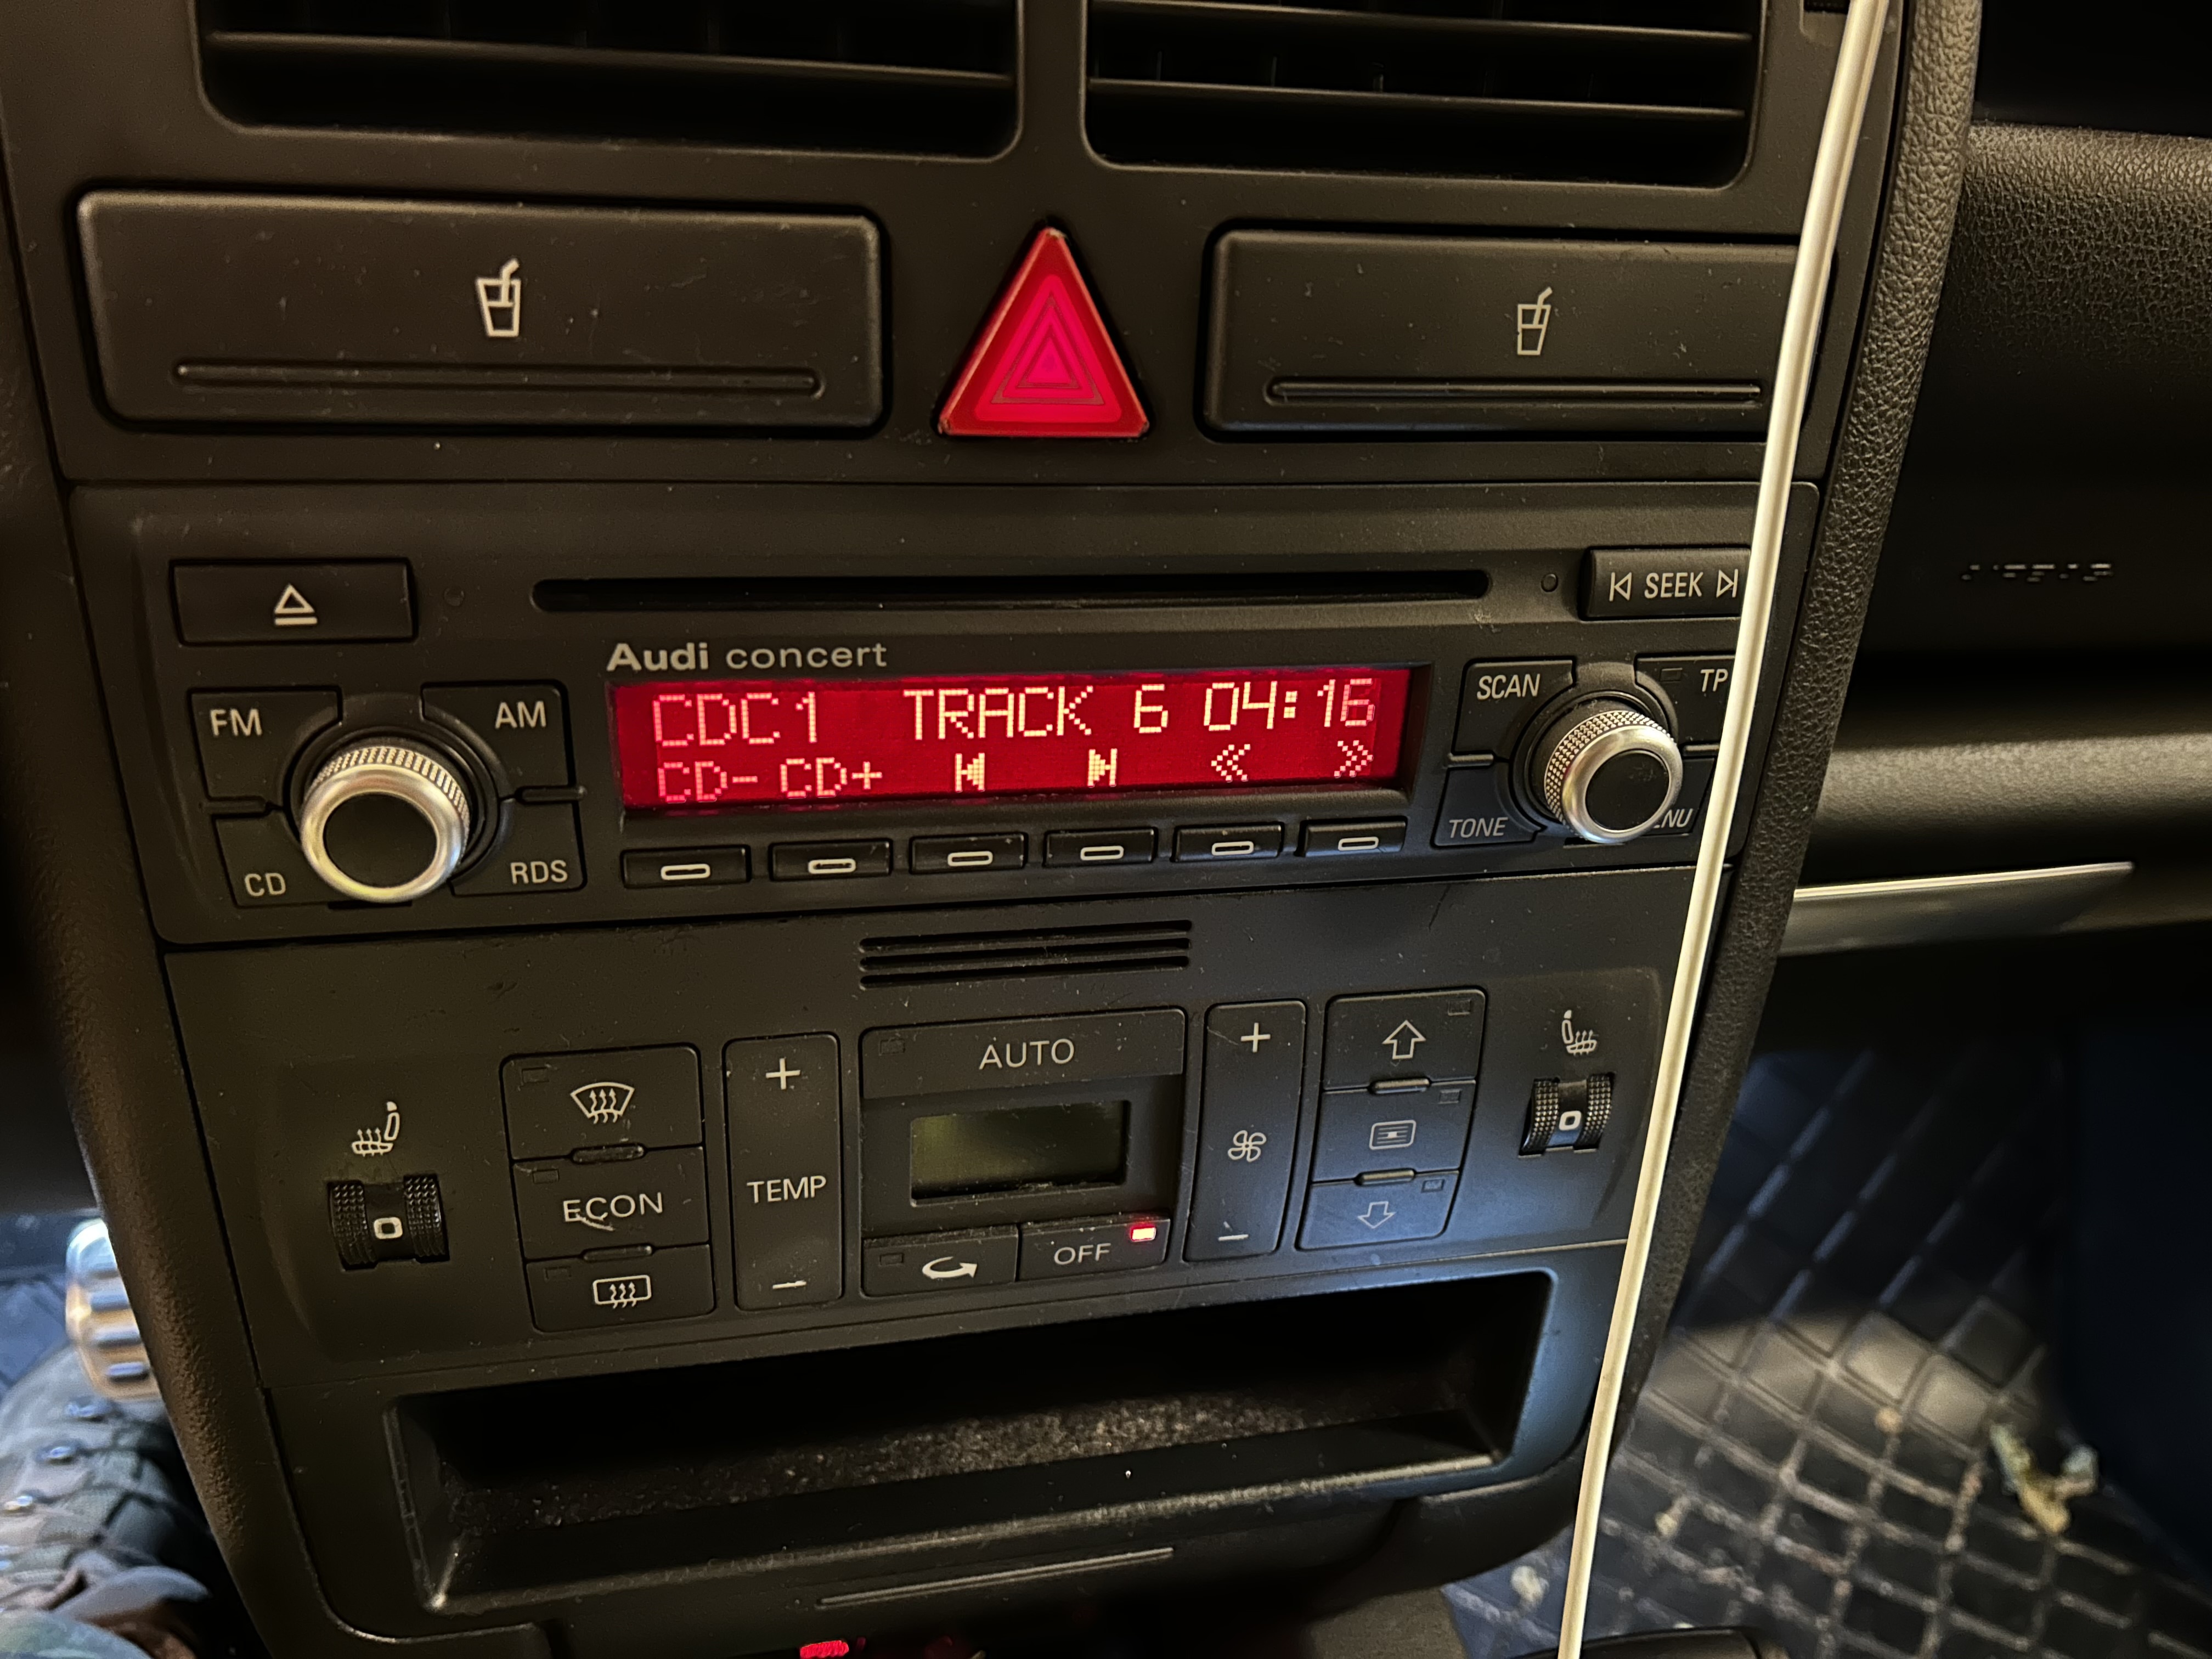 SEEK
Audi concert
FM
AM
CDC1 TRACK 6 04:16
CD- CD+
SCAN
TP
CD
RDS
TONE
AUTO
TEMP
ECON
OFF